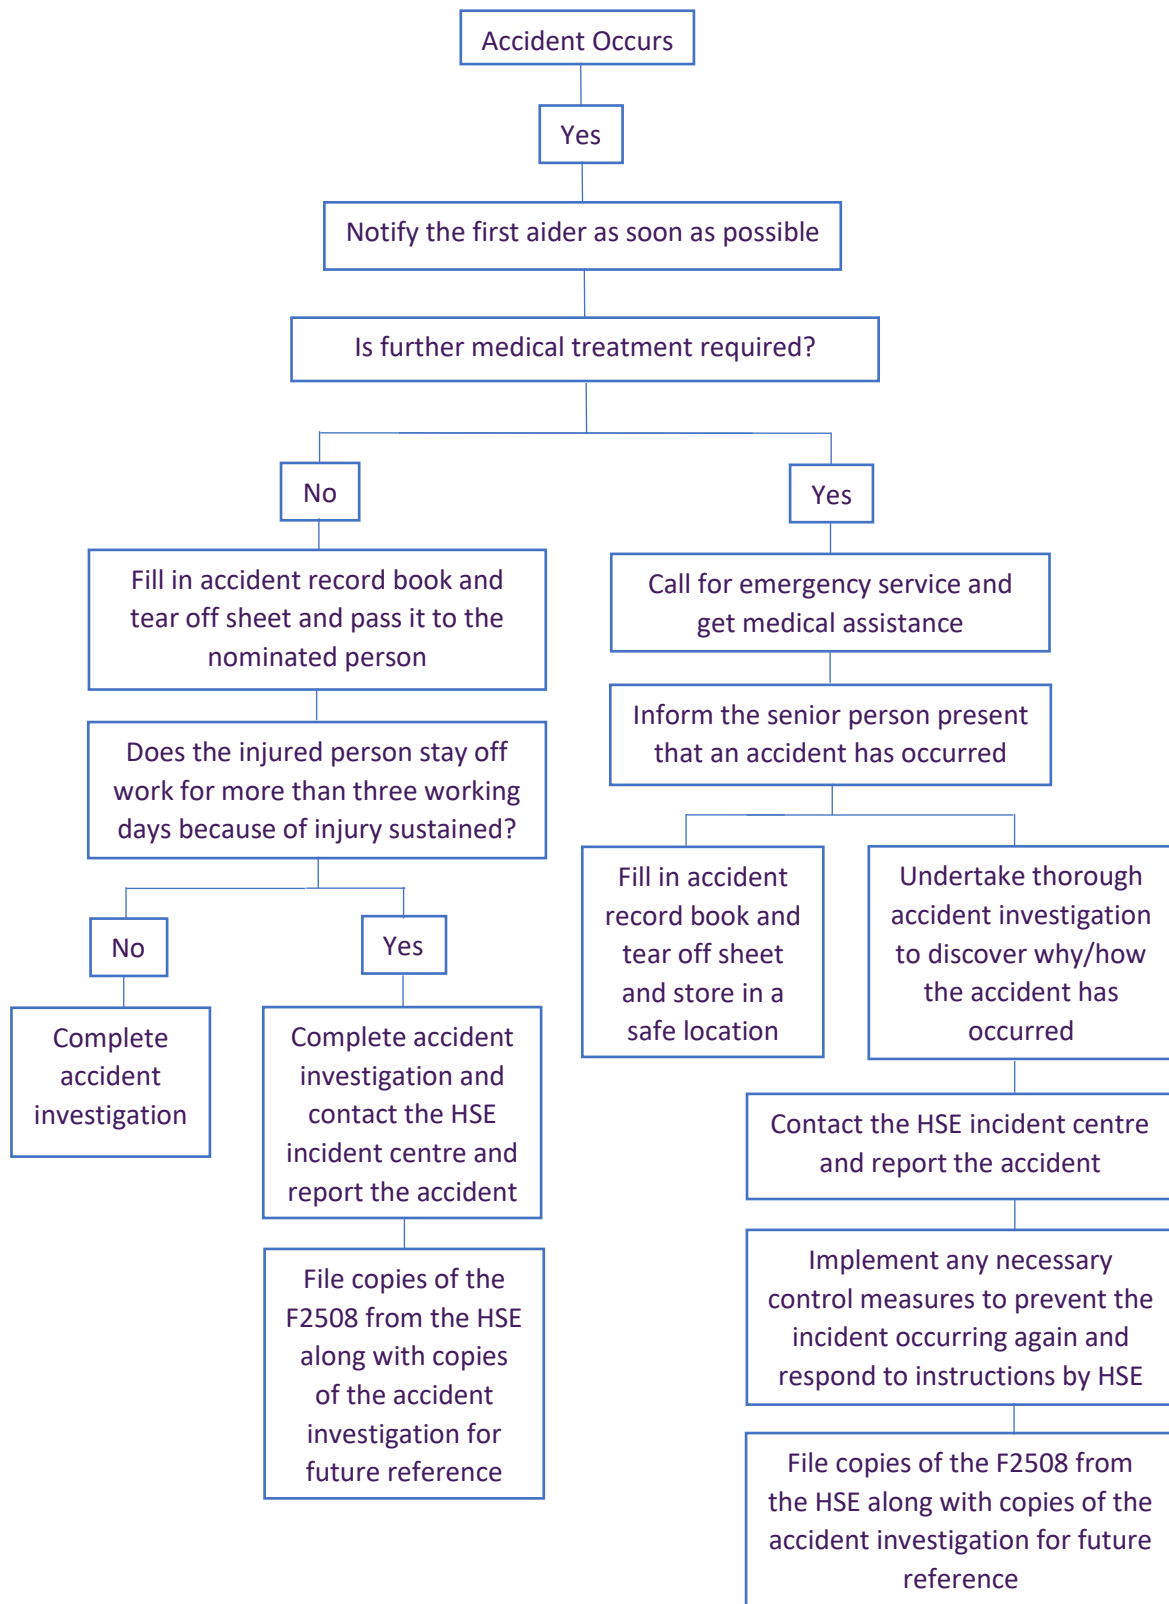 Accident Occurs
Yes
Notify the first aider as soon as possible
Is further medical treatment required?
No
Fill in accident record book and
tear off sheet and pass it to the
nominated person
Does the injured person stay off
work for more than three working
days because of injury sustained?
No
Complete
accident
investigation
Yes
Complete accident
investigation and
contact the HSE
incident centre and
report the accident
File copies of the
F2508 from the HSE
along with copies
of the accident
investigation for
future reference
Yes
Call for emergency service and
get medical assistance
Inform the senior person present
that an accident has occurred
Fill in accident
record book and
tear off sheet
and store in a
safe location
Undertake thorough
accident investigation
to discover why/how
the accident has
occurred
Contact the HSE incident centre
and report the accident
Implement any necessary
control measures to prevent the
incident occurring again and
respond to instructions by HSE
File copies of the F2508 from
the HSE along with copies of the
accident investigation for future
reference